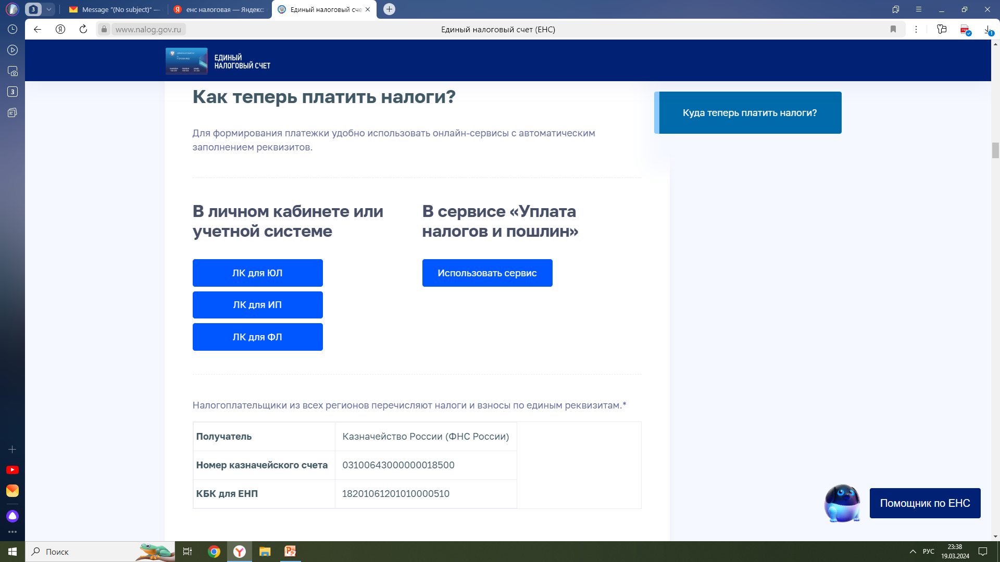 3
Message "(No subject)" —
енс налоговая — Яндекс:
Единый налоговый сче
www.nalog.gov.ru
Единый налоговый счет (ЕНС)
1
3
ЕДИНЫЙ
НАЛОГОВЫЙ СЧЕТ
Как теперь платить налоги?
Куда теперь платить налоги?
Для формирования платежки удобно использовать онлайн-сервисы с автоматическим
заполнением реквизитов.
В личном кабинете или
учетной системе
В сервисе «Уплата
налогов и пошлин»
ЛК для ЮЛ
Использовать сервис
ЛК для ИП
ЛК для ФЛ
Налогоплательщики из всех регионов перечисляют налоги и взносы по единым реквизитам.*
Получатель Казначейство России (ФНС России)
Номер казначейского счета 03100643000000018500
КБК для ЕНП 18201061201010000510
Помощник по ЕНС
Поиск
РУС
23:38
19.03.2024